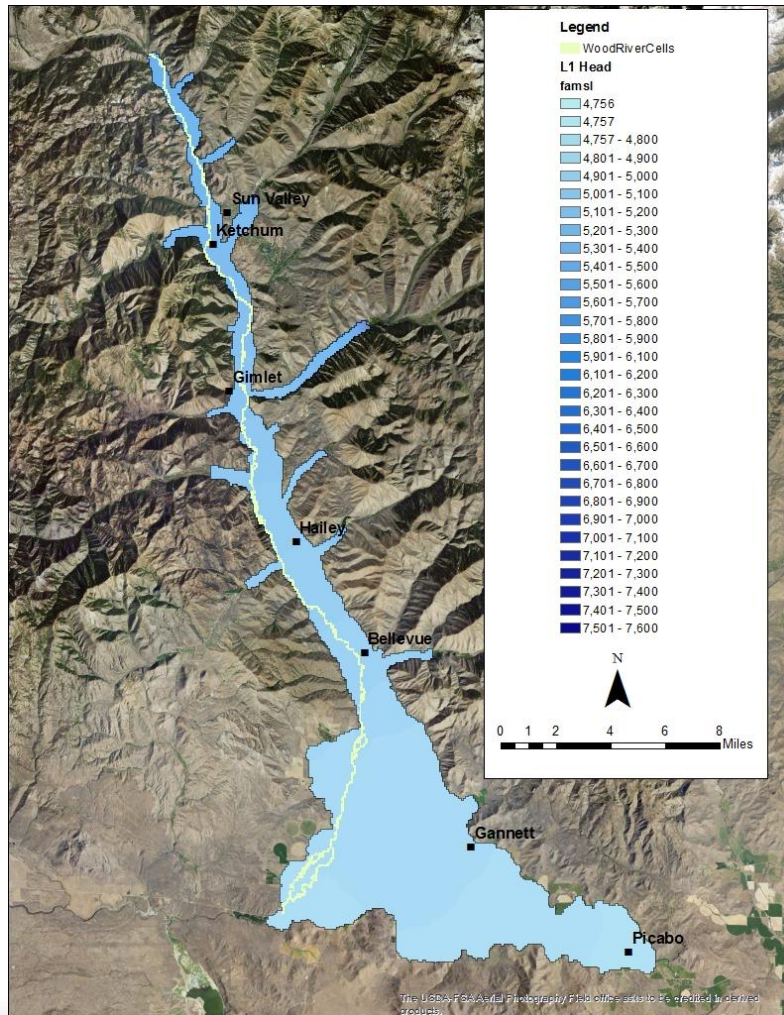 Legend
WoodRiverCells
L1 Head
famsl
4,756
4,757
4,757 - 4,800
4,801 - 4,900
4,901 - 5,000
5,001 - 5,100
5,101 - 5,200
5,201 - 5,300
5,301 - 5,400
5,401 - 5,500
5,501 - 5,600
5,601 - 5,700
5,701 - 5,800
5,801 - 5,900
5,901 - 6,100
6,101 - 6,200
6,201 - 6,300
6,301 - 6,400
6,401 - 6,500
6,501 - 6,600
6,601 - 6,700
6,701 - 6,800
6,801 - 6,900
6,901 - 7,000
7,001 - 7,100
7,101 - 7,200
7,201 - 7,300
7,301 - 7,400
7,401 - 7,500
7,501 - 7,600
N
0 1 2 4 6 8
Miles
Sun Valley
Ketchum
Gimlet
Hailey
Bellevue
Gannett
Picabo
The USDA-FSA Aerial Photography Field office asks to be credited in derived
products.